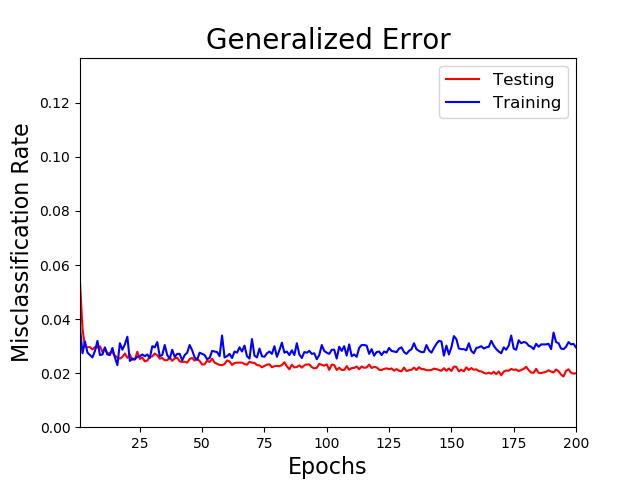 Generalized Error
Testing
Training
Misclassification Rate
0.12
0.10
0.08
0.06
0.04
0.02
0.00
25 50 75 100 125 150 175 200
Epochs